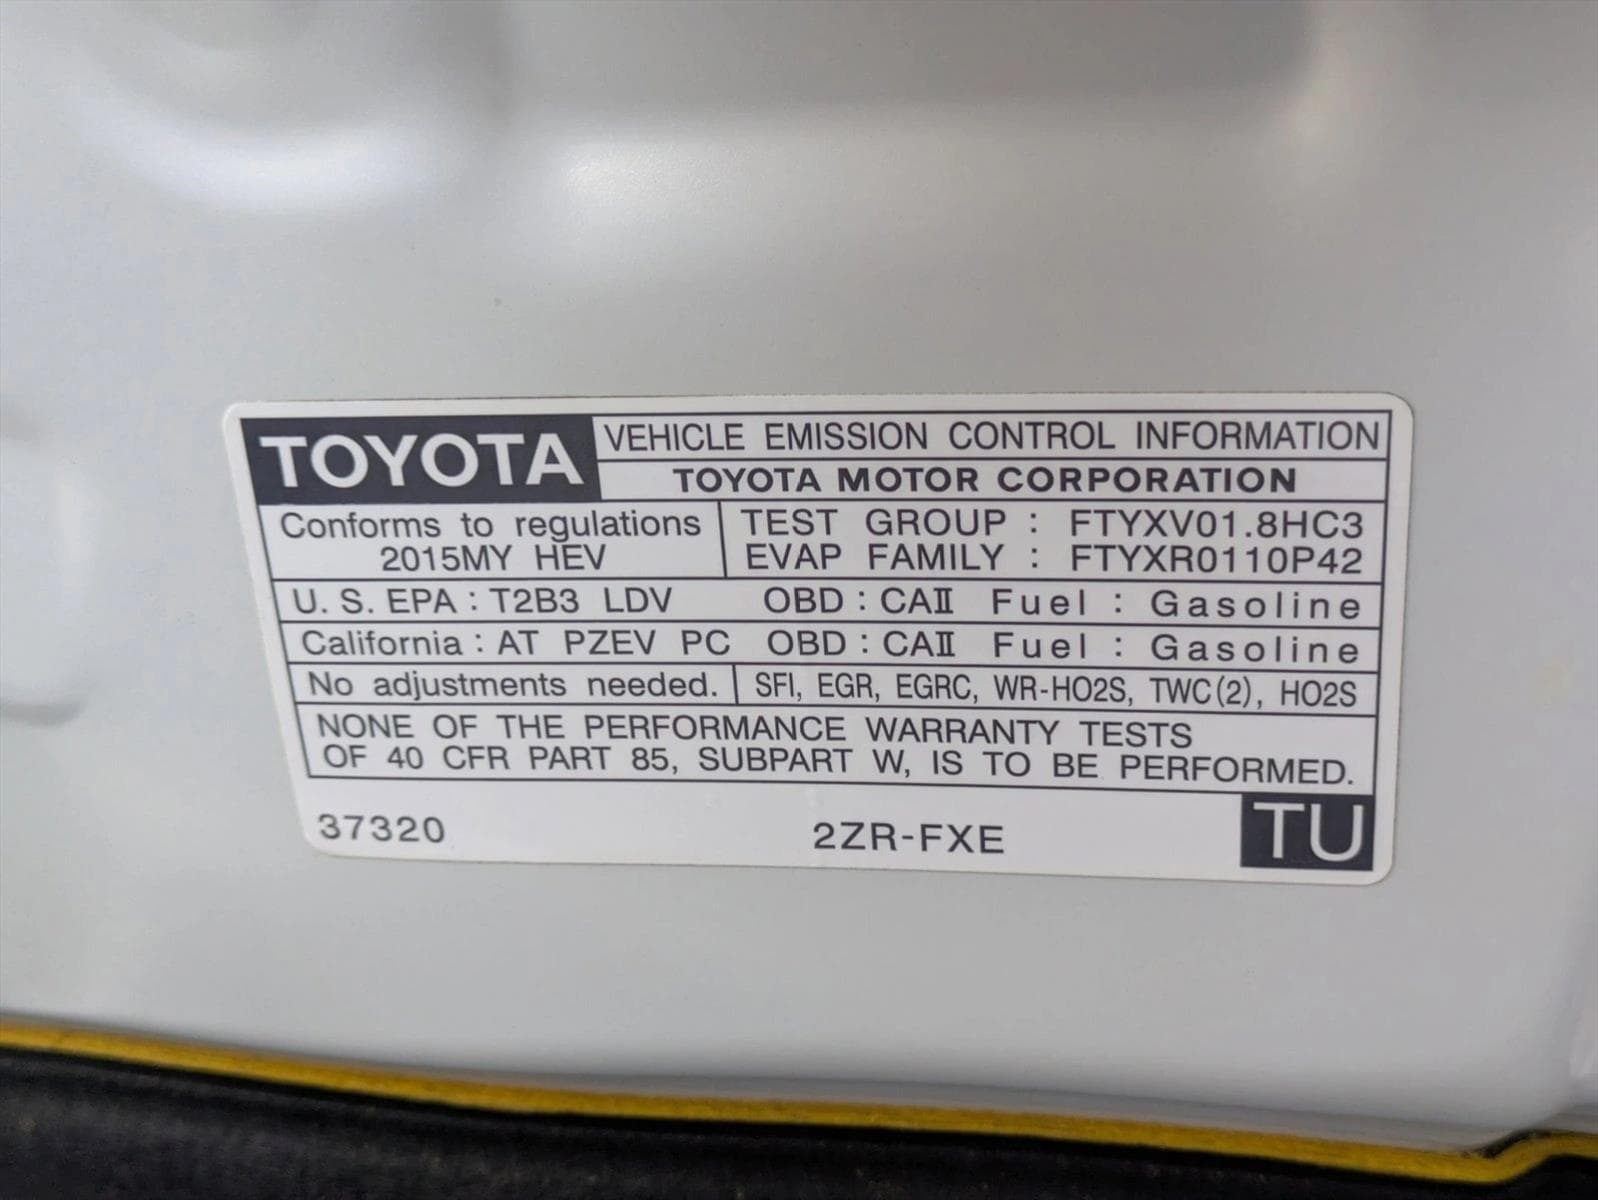 TOYOTA
VEHICLE EMISSION CONTROL INFORMATION
TOYOTA MOTOR CORPORATION
Conforms to regulations
2015MY HEV
TEST GROUP : FTYXV01.8HC3
EVAP FAMILY : FTYXR0110P42
U. S. EPA : T2B3 LDV OBD : CAⅡ Fuel : Gasoline
California : AT PZEV PC OBD : CAⅡ Fuel : Gasoline
No adjustments needed. SFI, EGR, EGRC, WR-HO2S, TWC(2), HO2S
NONE OF THE PERFORMANCE WARRANTY TESTS
OF 40 CFR PART 85, SUBPART W, IS TO BE PERFORMED.
37320 2ZR-FXE TU